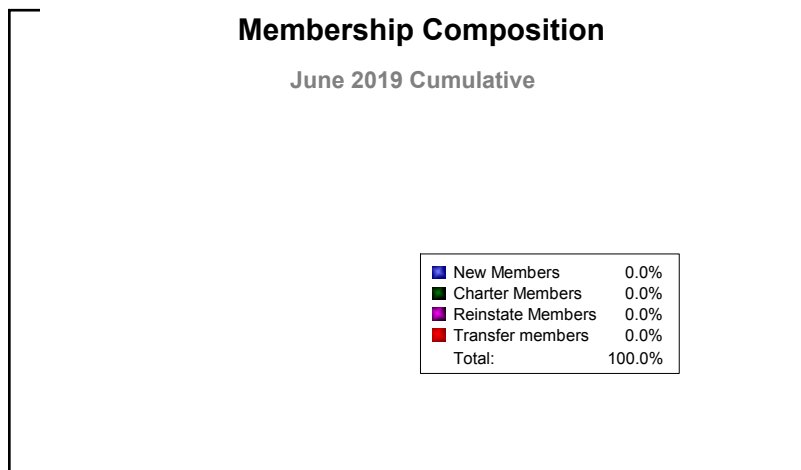 Membership Composition
June 2019 Cumulative
New Members 0.0%
Charter Members 0.0%
Reinstate Members 0.0%
Transfer members 0.0%
Total: 100.0%